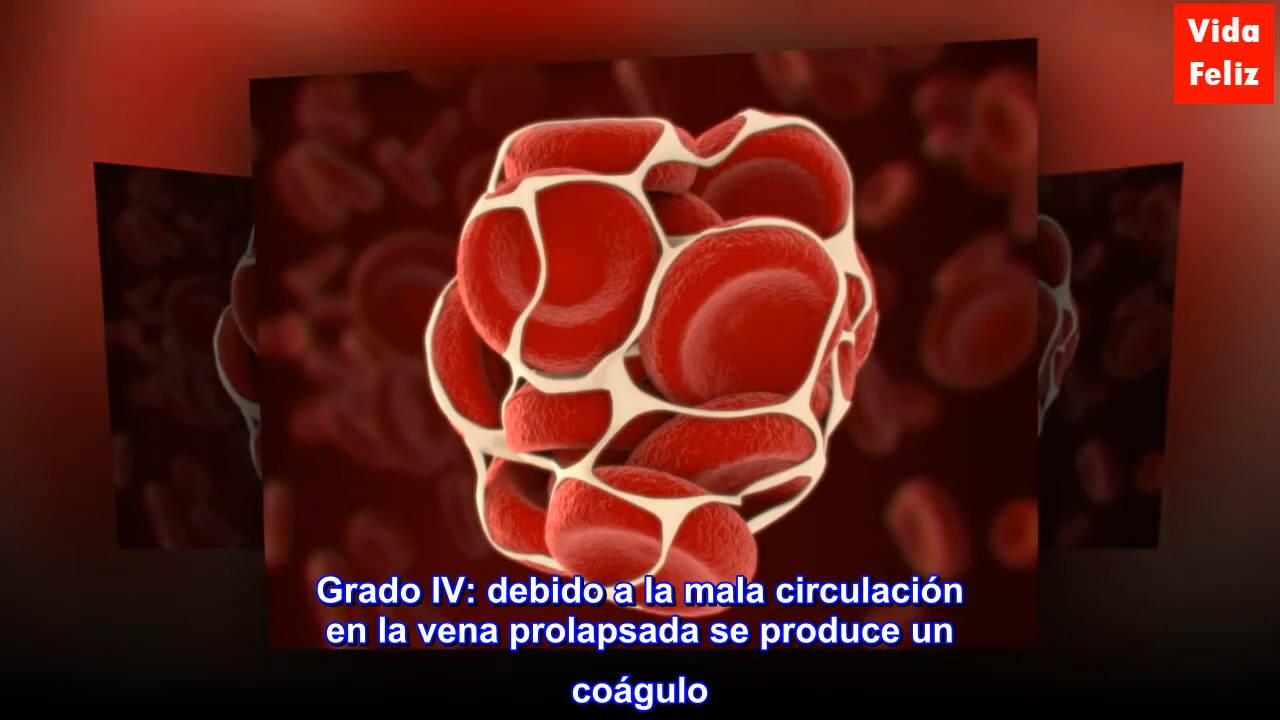 Vida
Feliz
Grado IV: debido a la mala circulación
en la vena prolapsada se produce un
coágulo